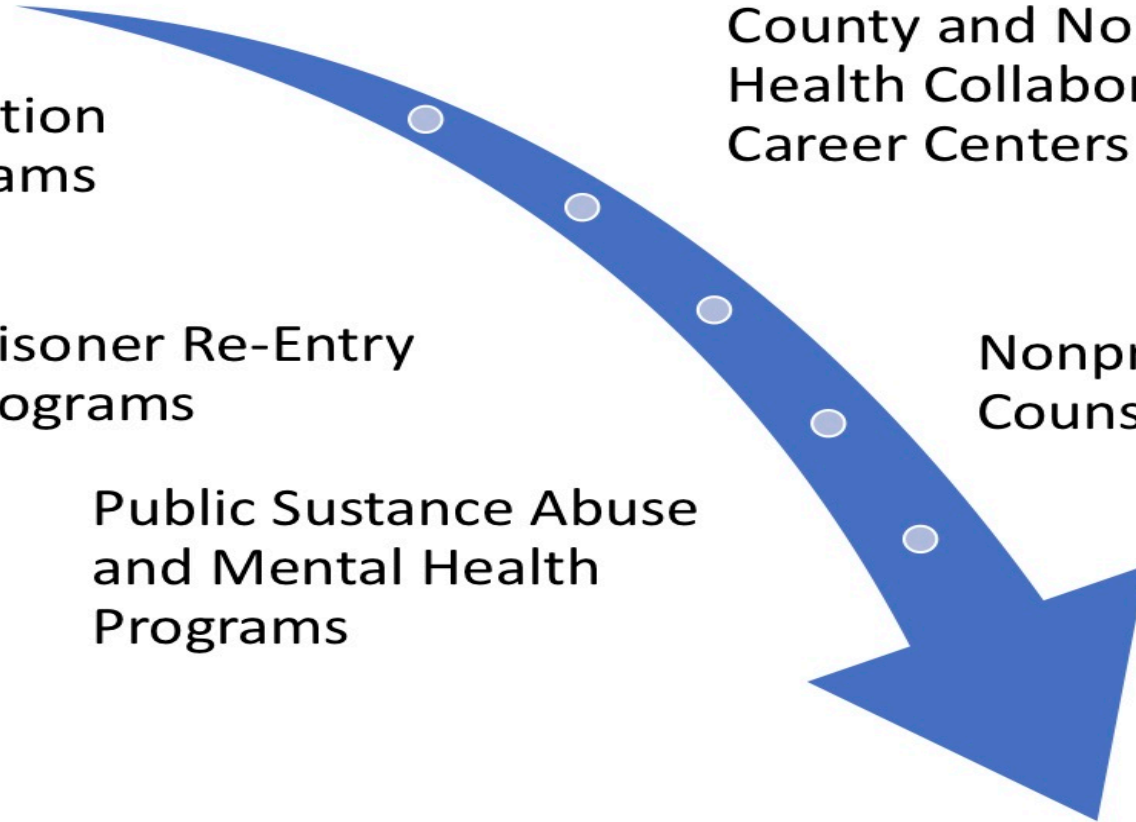 County and No
Health Collabor
Career Centers
tion
ams
isoner Re-Entry
ograms
Nonpr
Couns
Public Sustance Abuse
and Mental Health
Programs